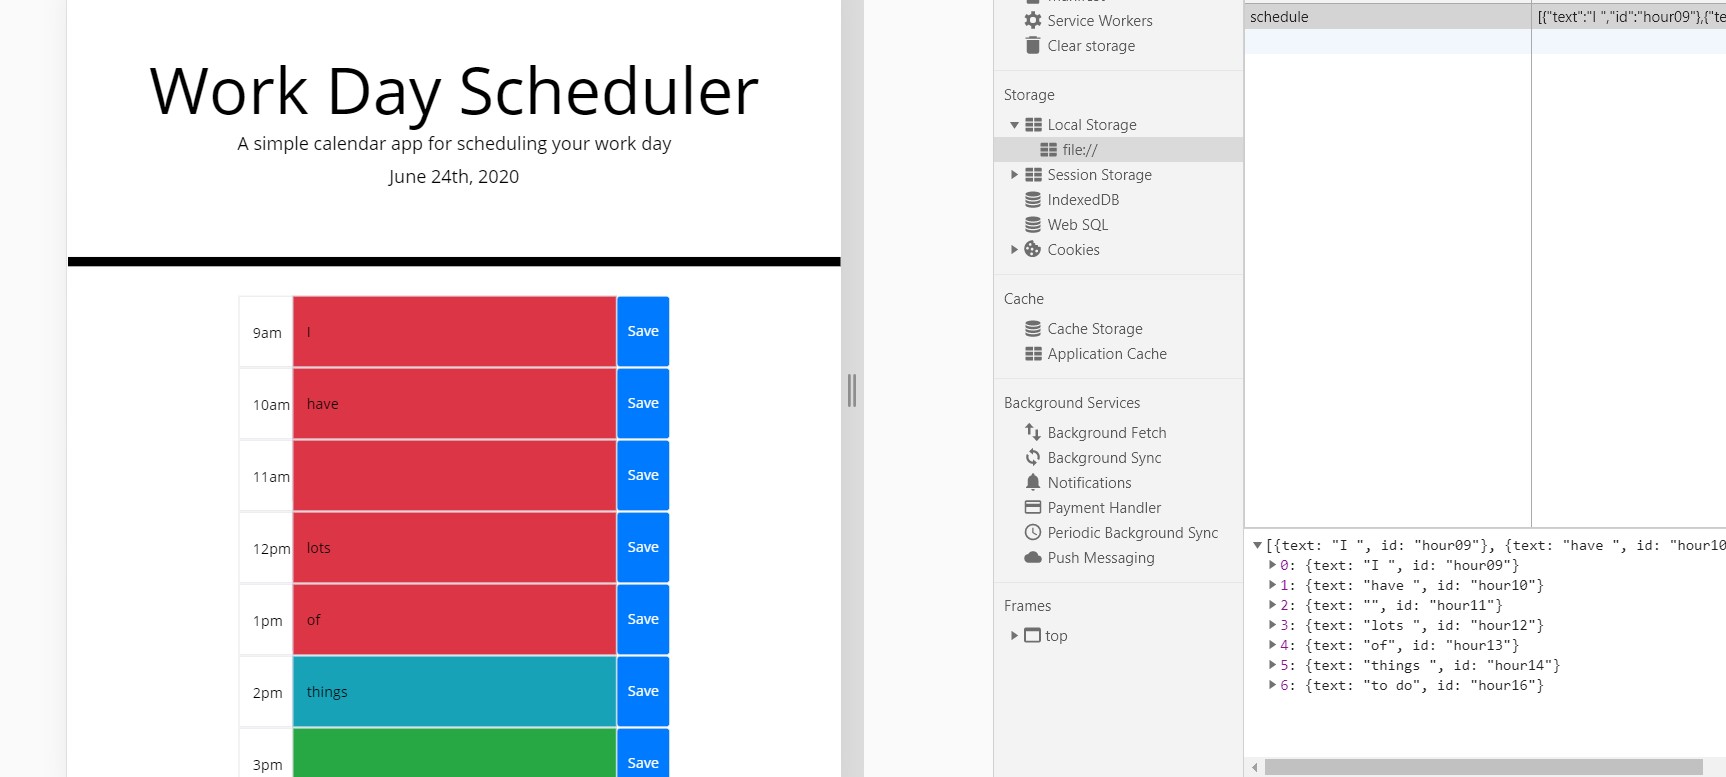 Work Day Scheduler
A simple calendar app for scheduling your work day
June 24th, 2020
9am I Save
10am have Save
11am Save
12pm lots Save
1pm of Save
2pm things Save
3pm Save
Service Workers
Clear storage
Storage
Local Storage
file://
Session Storage
IndexedDB
Web SQL
Cookies
Cache
Cache Storage
Application Cache
Background Services
Background Fetch
Background Sync
Notifications
Payment Handler
Periodic Background Sync
Push Messaging
Frames
top
schedule [{"text":"I ","id":"hour09"},{"te
[{text: "I ", id: "hour09"}, {text: "have ", id: "hour10
0: {text: "I ", id: "hour09"}
1: {text: "have ", id: "hour10"}
2: {text: "", id: "hour11"}
3: {text: "lots ", id: "hour12"}
4: {text: "of", id: "hour13"}
5: {text: "things ", id: "hour14"}
6: {text: "to do", id: "hour16"}